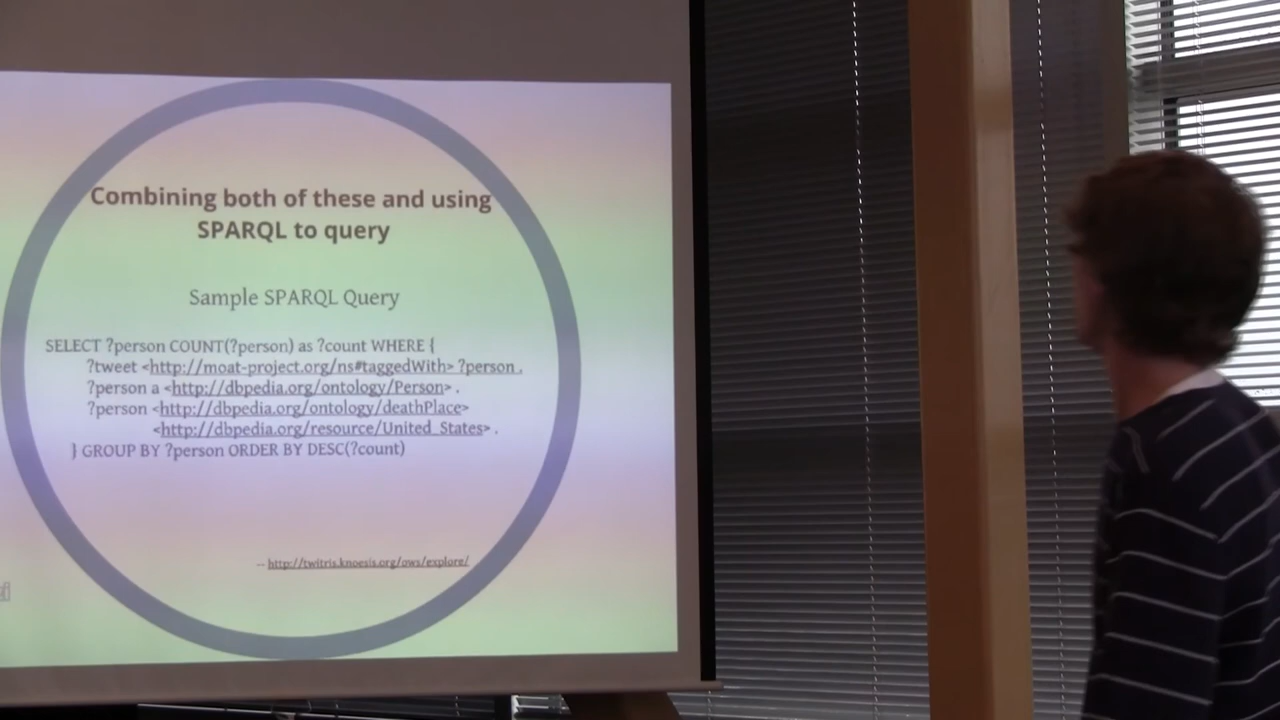 Combining both of these and using
SPARQL to query
Sample SPARQL Query
SELECT ?person COUNT(?person) as ?count WHERE {
?tweet <http://moat-project.org/ns#taggedWith> ?person .
?person a <http://dbpedia.org/ontology/Person> .
?person <http://dbpedia.org/ontology/deathPlace>
<http://dbpedia.org/resource/United_States> .
} GROUP BY ?person ORDER BY DESC(?count)
-- http://twitris.knoesis.org/ows/explore/